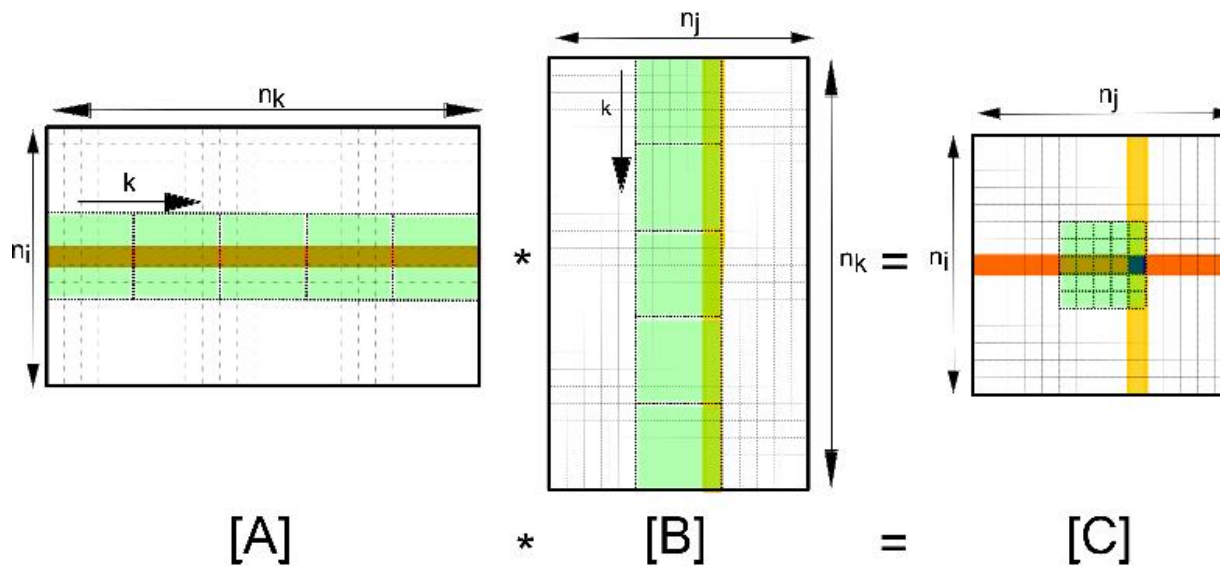 n_j
n_k
k
n_i
*
k
n_k
=
n_j
n_i
[A] * [B] = [C]